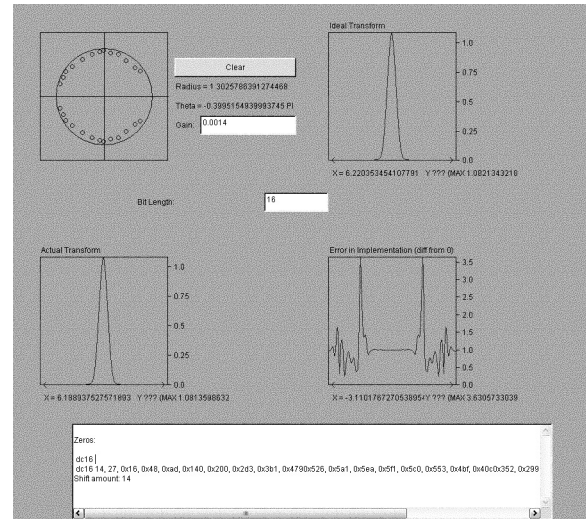 Ideal Transform
Clear
Radius = 1.3025786391274468
Theta = -0.3995154939993745 PI
Gain: 0.0014
1.0
0.75
0.5
0.25
0.0
X = 6.220353454107791 Y ??? (MAX 1.0821343218
Bit Length: 16
Actual Transform
1.0
0.75
0.5
0.25
0.0
X = 6.188937527571893 Y ??? (MAX 1.0813598632
Error in Implementation (diff from 0)
3.5
3.0
2.5
2.0
1.5
1.0
0.5
0.0
X = -3.110176727053895 Y ??? (MAX 3.6305733039
Zeros:
dc16
dc16 14, 27, 0x16, 0x48, 0xad, 0x140, 0x200, 0x2d3, 0x3b1, 0x4790x526, 0x5a1, 0x5ea, 0x5f1, 0x5c0, 0x553, 0x4bf, 0x40c0x352, 0x299
Shift amount: 14